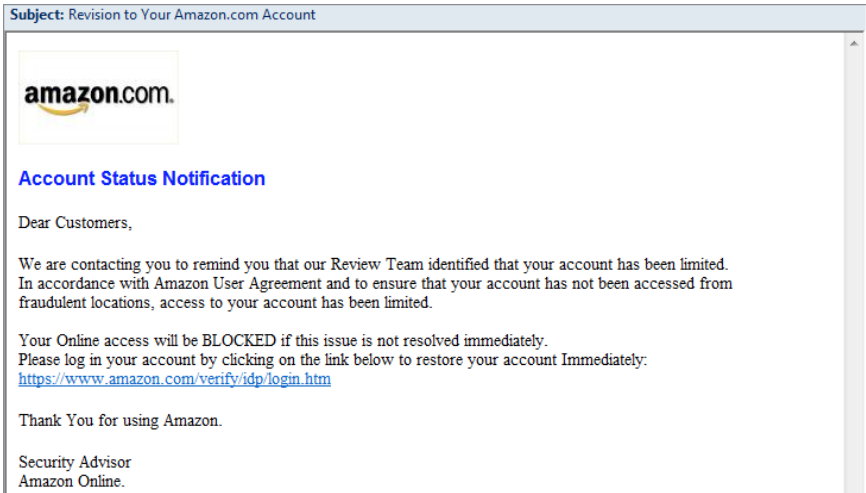 Subject: Revision to Your Amazon.com Account
amazon.com.
Account Status Notification
Dear Customers,
We are contacting you to remind you that our Review Team identified that your account has been limited.
In accordance with Amazon User Agreement and to ensure that your account has not been accessed from
fraudulent locations, access to your account has been limited.
Your Online access will be BLOCKED if this issue is not resolved immediately.
Please log in your account by clicking on the link below to restore your account Immediately:
https://www.amazon.com/verify/idp/login.htm
Thank You for using Amazon.
Security Advisor
Amazon Online.